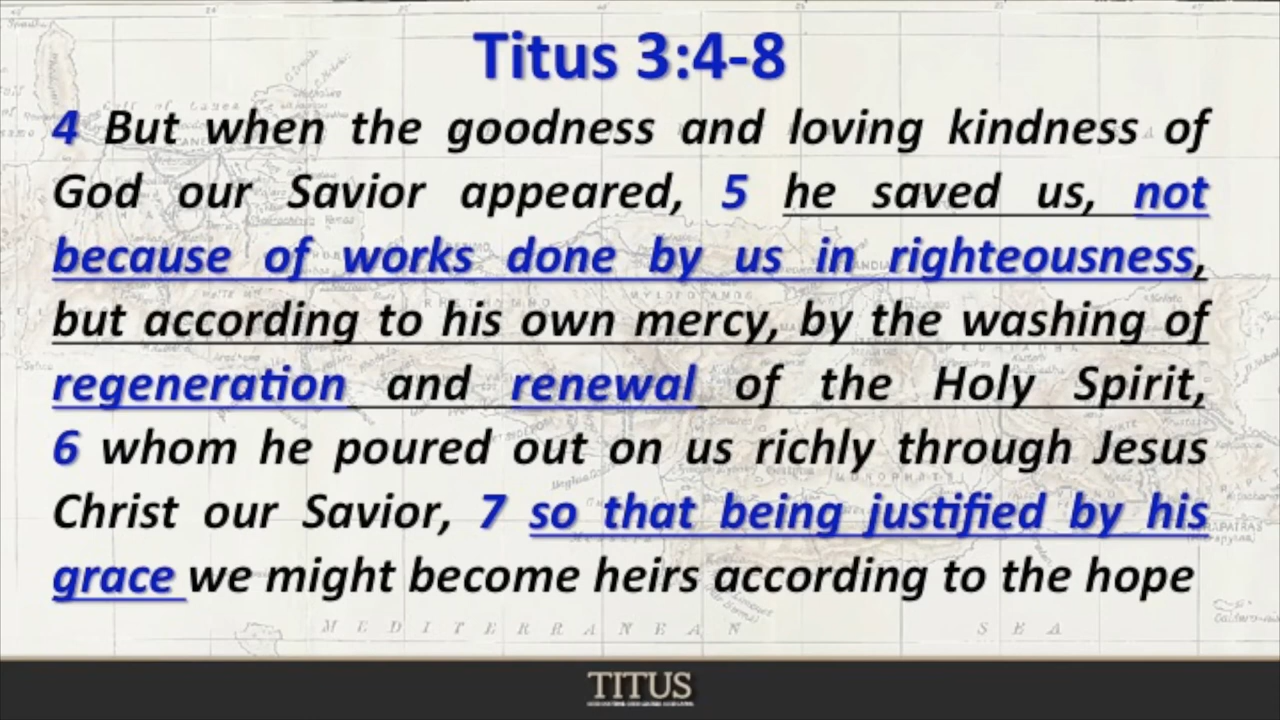 Titus 3:4-8
4 But when the goodness and loving kindness of
God our Savior appeared, 5 he saved us, not
because of works done by us in righteousness,
but according to his own mercy, by the washing of
regeneration and renewal of the Holy Spirit,
6 whom he poured out on us richly through Jesus
Christ our Savior, 7 so that being justified by his
grace we might become heirs according to the hope
MEDITERRANEAN SEA
TITUS